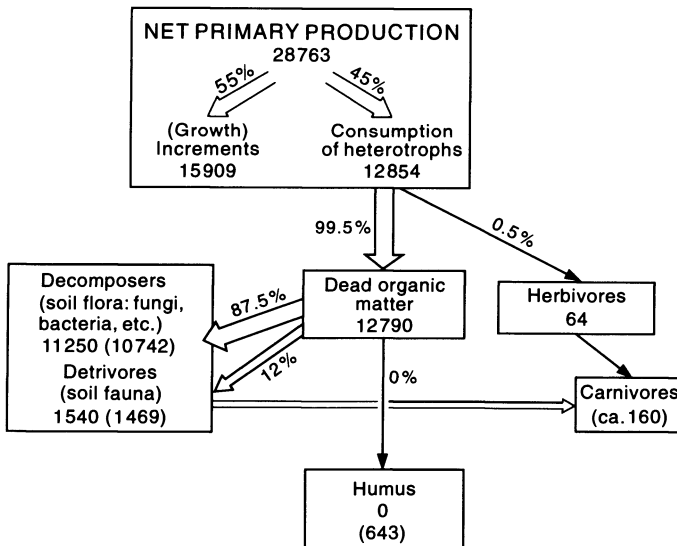 NET PRIMARY PRODUCTION
28763
55%
45%
(Growth)
Increments
15909
Consumption
of heterotrophs
12854
99.5%
0.5%
Decomposers
(soil flora: fungi,
bacteria, etc.)
11250 (10742)
Detrivores
(soil fauna)
1540 (1469)
87.5%
12%
Dead organic
matter
12790
Herbivores
64
0%
Carnivores
(ca.160)
Humus
0
(643)